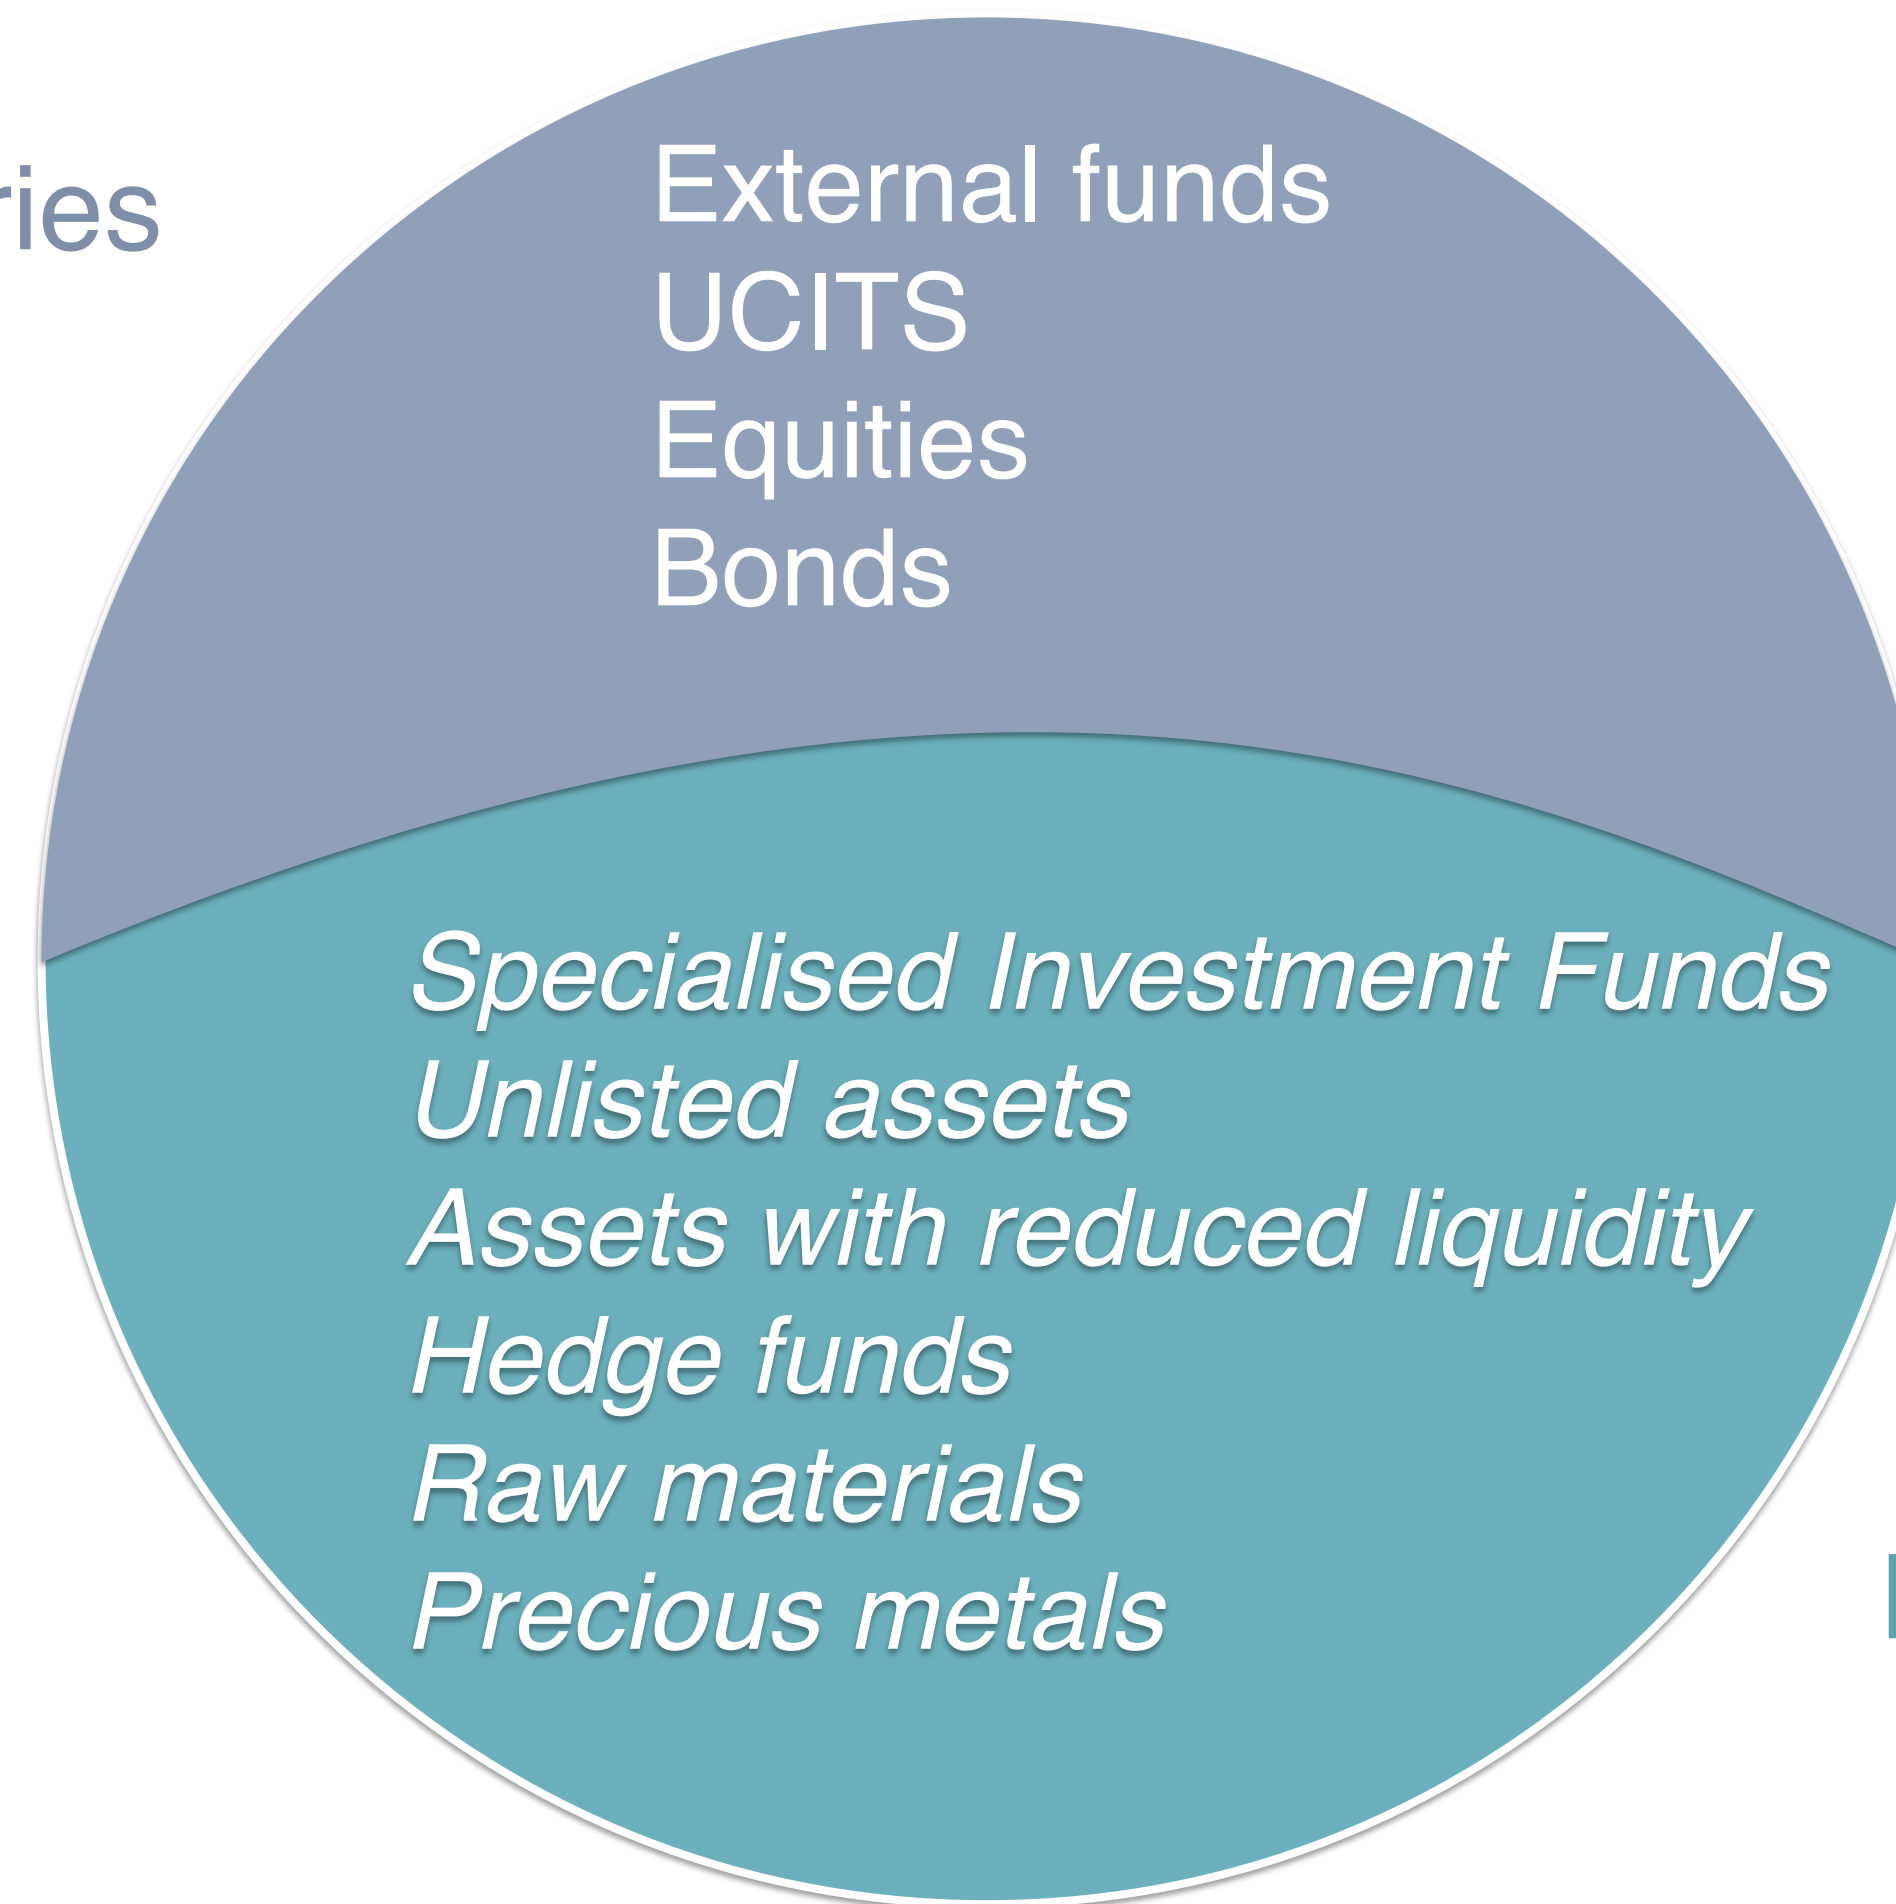 External funds
UCITS
Equities
Bonds
Specialised Investment Funds
Unlisted assets
Assets with reduced liquidity
Hedge funds
Raw materials
Precious metals